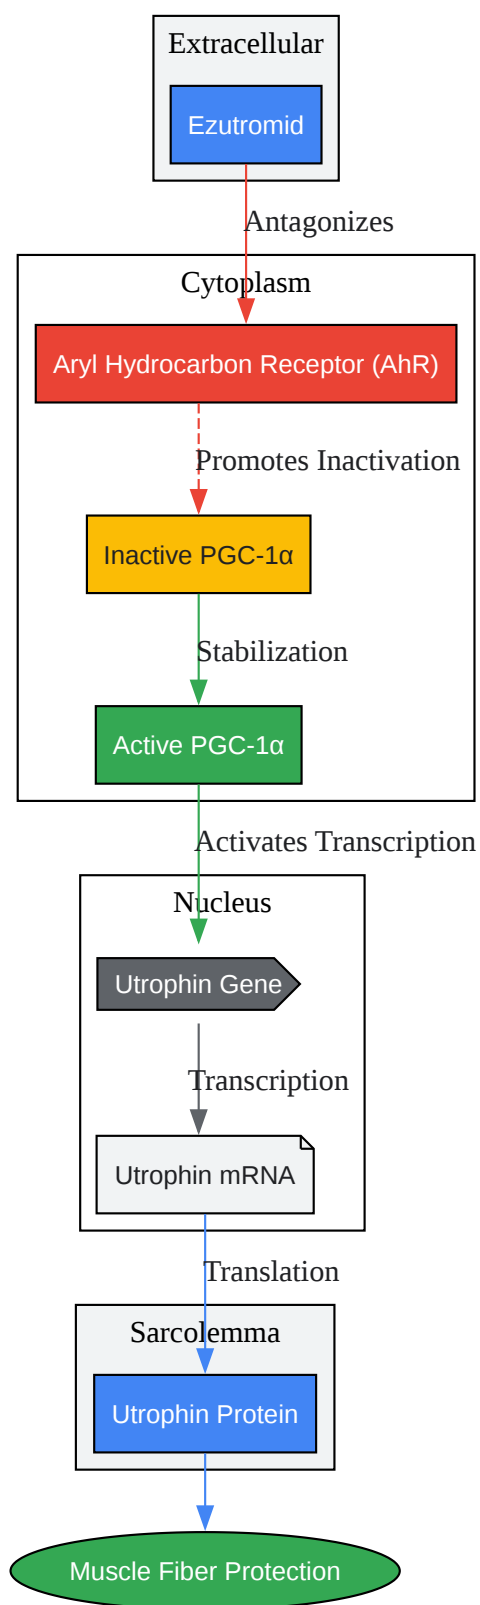 Extracellular
Ezutromid
Antagonizes
Cytoplasm
Aryl Hydrocarbon Receptor (AhR)
Promotes Inactivation
Inactive PGC-1α
Stabilization
Active PGC-1α
Activates Transcription
Nucleus
Utrophin Gene
Transcription
Utrophin mRNA
Translation
Sarcolemma
Utrophin Protein
Muscle Fiber Protection